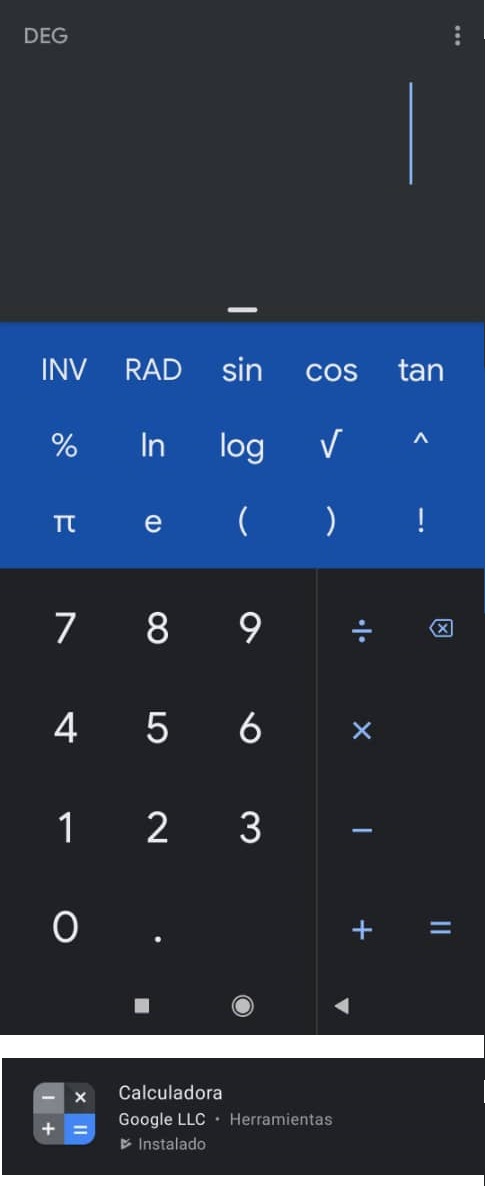 DEG
INV RAD sin cos tan
% ln log √ ^
π e ( ) !
7 8 9 ÷
4 5 6 ×
1 2 3 −
0 . + =
− ×
+ =
Calculadora
Google LLC • Herramientas
Instalado